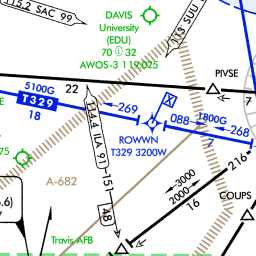 115.2 SAC 99
DAVIS
University
(EDU)
70 32
AWOS-3 119.025
113 SUU
PIVSE
5100G
22
T329
18
-269
114.4 ILA 91
ROWWN
T329 3200W
088
1800G
-268
7
7
75
151
216
A-682
3000
2000
16
48
COUPS
6)
Travis AFB